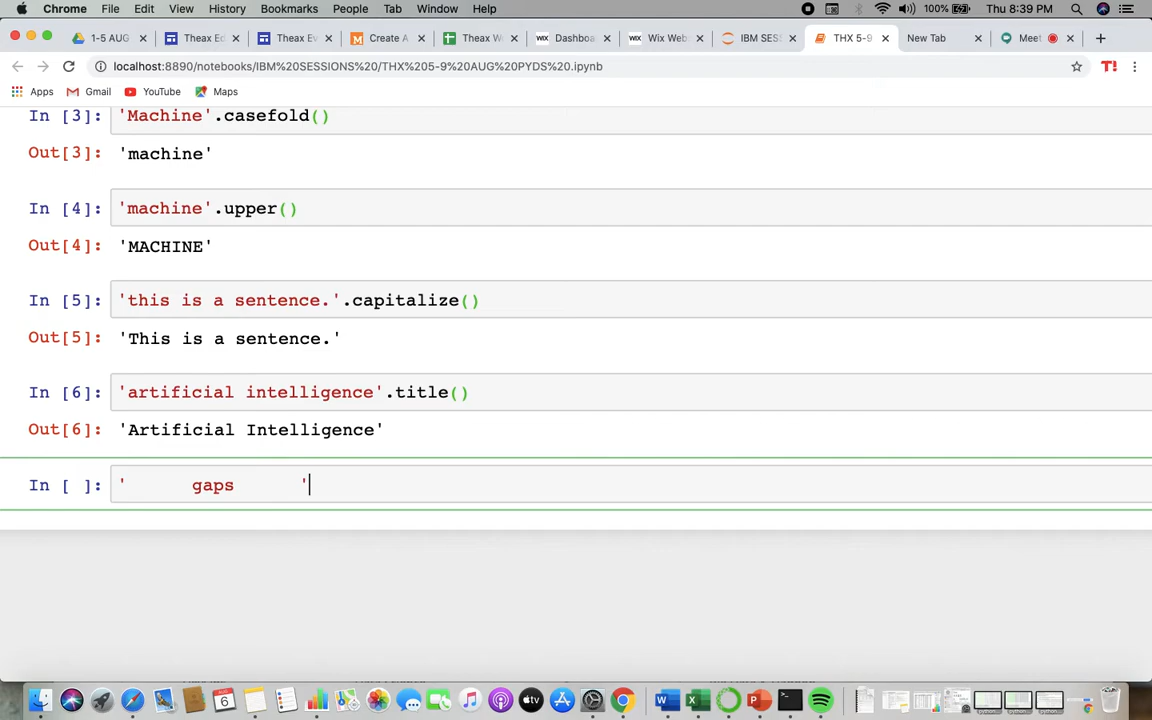 Chrome File Edit View History Bookmarks People Tab Window Help 100% Thu 8:39 PM
1-5 AUG Theax Ed Theax Ev Create A Theax W Dashboa Wix Web IBM SESS THX 5-9 New Tab Meet
localhost:8890/notebooks/IBM%20SESSIONS%20/THX%205-9%20AUG%20PYDS%20.ipynb
Apps Gmail YouTube Maps
In [3]: 'Machine'.casefold()
Out[3]: 'machine'
In [4]: 'machine'.upper()
Out[4]: 'MACHINE'
In [5]: 'this is a sentence.'.capitalize()
Out[5]: 'This is a sentence.'
In [6]: 'artificial intelligence'.title()
Out[6]: 'Artificial Intelligence'
In [ ]: '      gaps      '